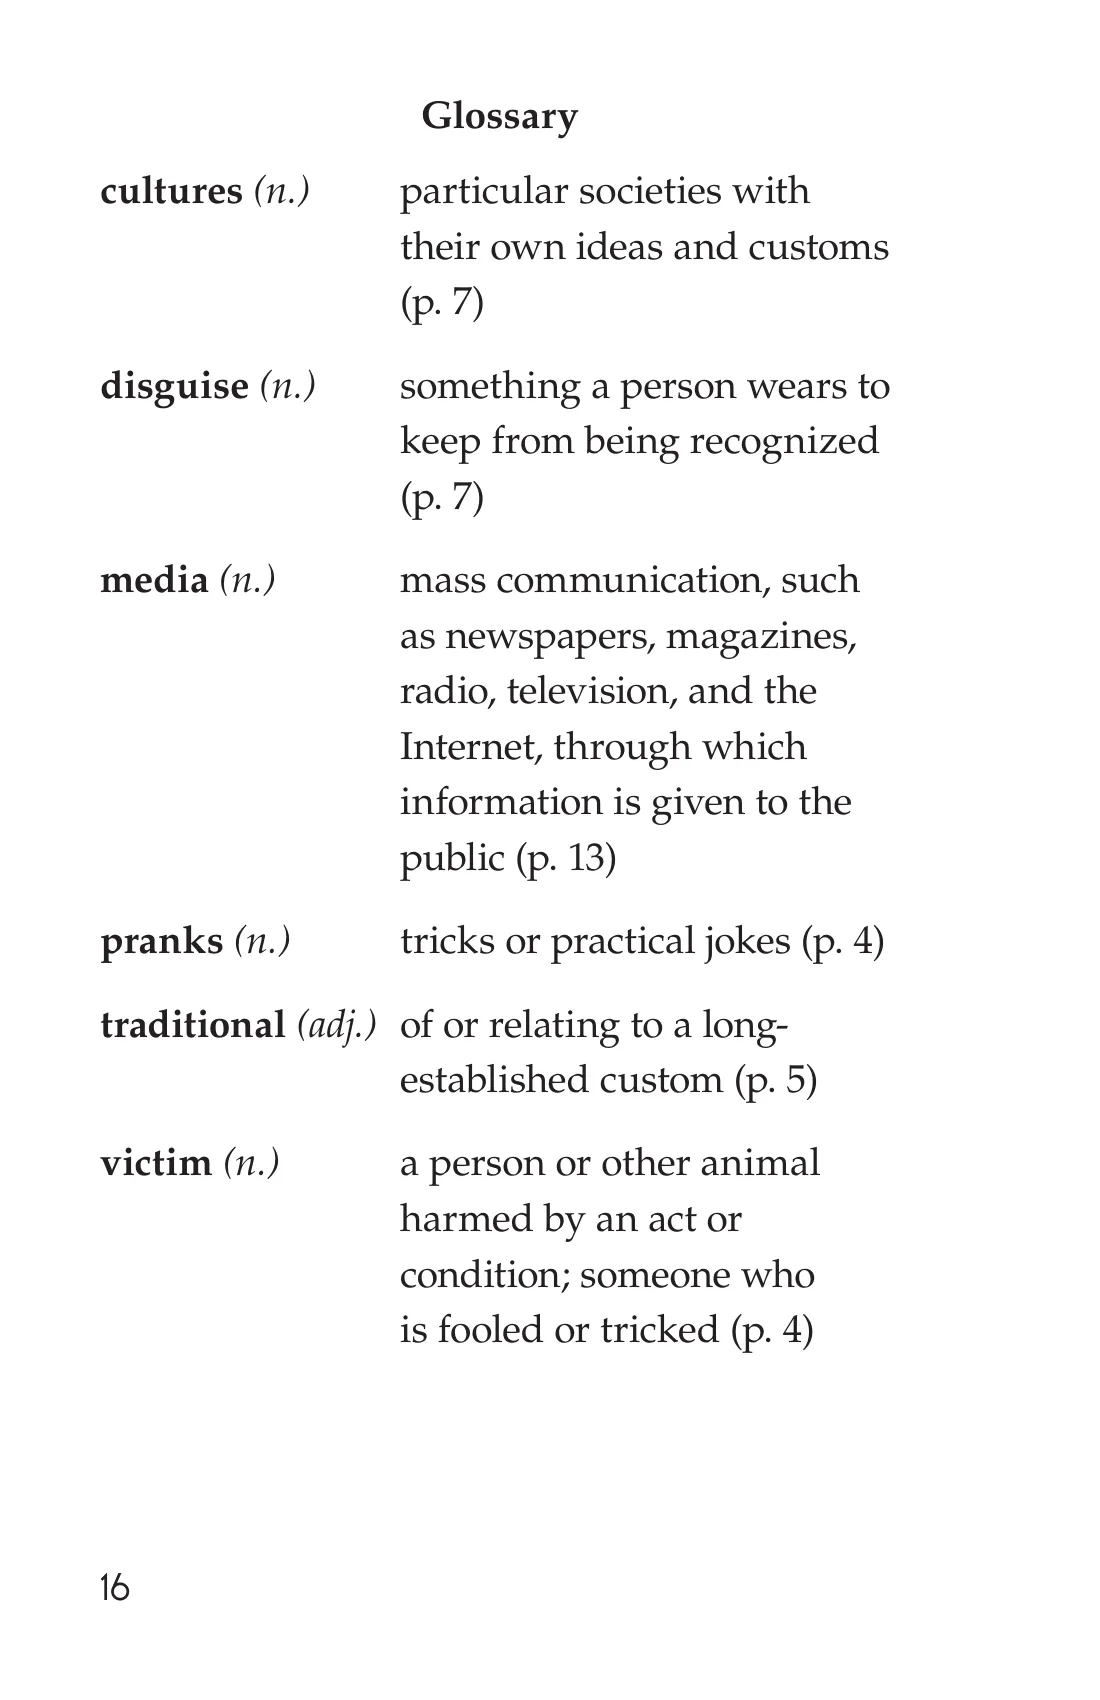 Glossary
cultures (n.) particular societies with
their own ideas and customs
(p. 7)
disguise (n.) something a person wears to
keep from being recognized
(p. 7)
media (n.) mass communication, such
as newspapers, magazines,
radio, television, and the
Internet, through which
information is given to the
public (p. 13)
pranks (n.) tricks or practical jokes (p. 4)
traditional (adj.) of or relating to a long-
established custom (p. 5)
victim (n.) a person or other animal
harmed by an act or
condition; someone who
is fooled or tricked (p. 4)
16